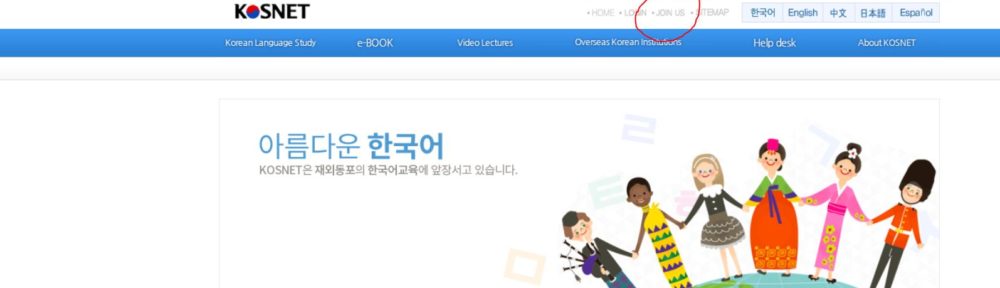 KOSNET
• HOME • LOGIN • JOIN US • SITEMAP
한국어 English 中文 日本語 Español
Korean Language Study e-BOOK Video Lectures Overseas Korean Institutions Help desk About KOSNET
아름다운 한국어
KOSNET은 재외동포의 한국어교육에 앞장서고 있습니다.
ㄹ
ㄱ
ㅌ
ㅎ
ㅁ